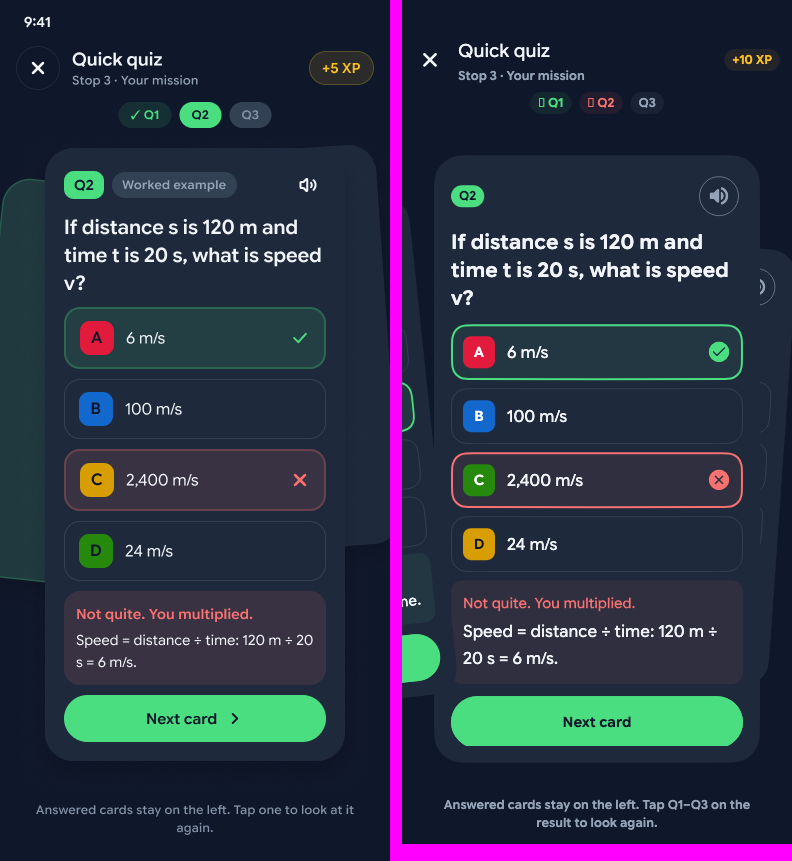 9:41
Quick quiz
Stop 3 · Your mission
+5 XP
✓ Q1
Q2
Q3
Q2
Worked example
If distance s is 120 m and
time t is 20 s, what is speed
v?
A
6 m/s
B
100 m/s
C
2,400 m/s
D
24 m/s
Not quite. You multiplied.
Speed = distance ÷ time: 120 m ÷ 20
s = 6 m/s.
Next card
Answered cards stay on the left. Tap one to look at it
again.
Quick quiz
Stop 3 · Your mission
+10 XP
▯ Q1
▯ Q2
Q3
Q2
If distance s is 120 m and
time t is 20 s, what is speed
v?
A
6 m/s
B
100 m/s
C
2,400 m/s
D
24 m/s
ne.
Not quite. You multiplied.
Speed = distance ÷ time: 120 m ÷
20 s = 6 m/s.
Next card
Answered cards stay on the left. Tap Q1–Q3 on the
result to look again.